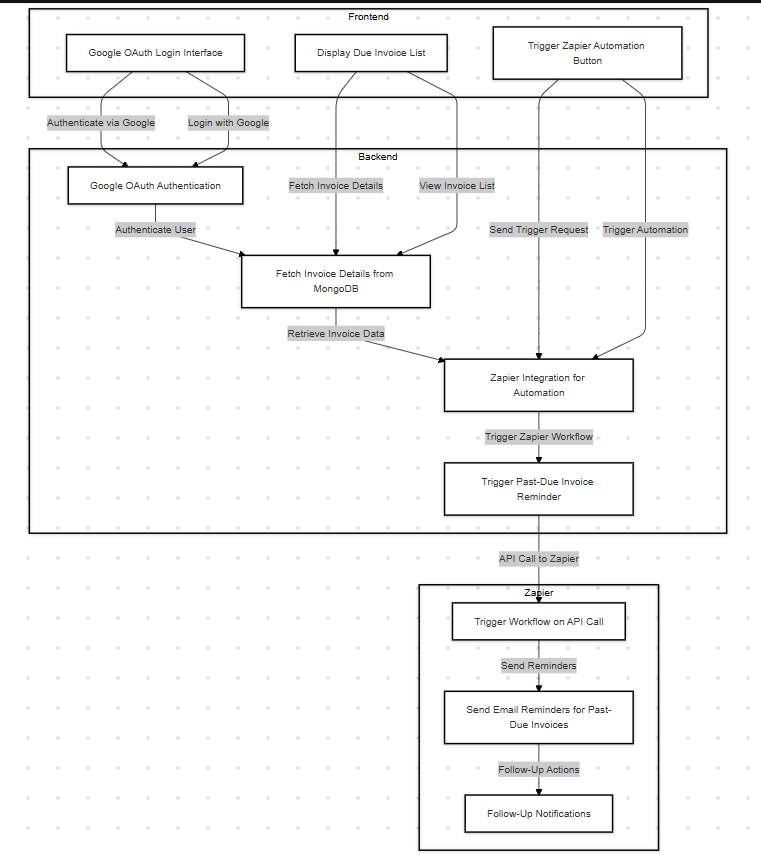 Frontend
Google OAuth Login Interface
Display Due Invoice List
Trigger Zapier Automation
Button
Authenticate via Google
Login with Google
Backend
Google OAuth Authentication
Fetch Invoice Details
View Invoice List
Authenticate User
Send Trigger Request
Trigger Automation
Fetch Invoice Details from
MongoDB
Retrieve Invoice Data
Zapier Integration for
Automation
Trigger Zapier Workflow
Trigger Past-Due Invoice
Reminder
API Call to Zapier
Zapier
Trigger Workflow on API Call
Send Reminders
Send Email Reminders for Past-
Due Invoices
Follow-Up Actions
Follow-Up Notifications